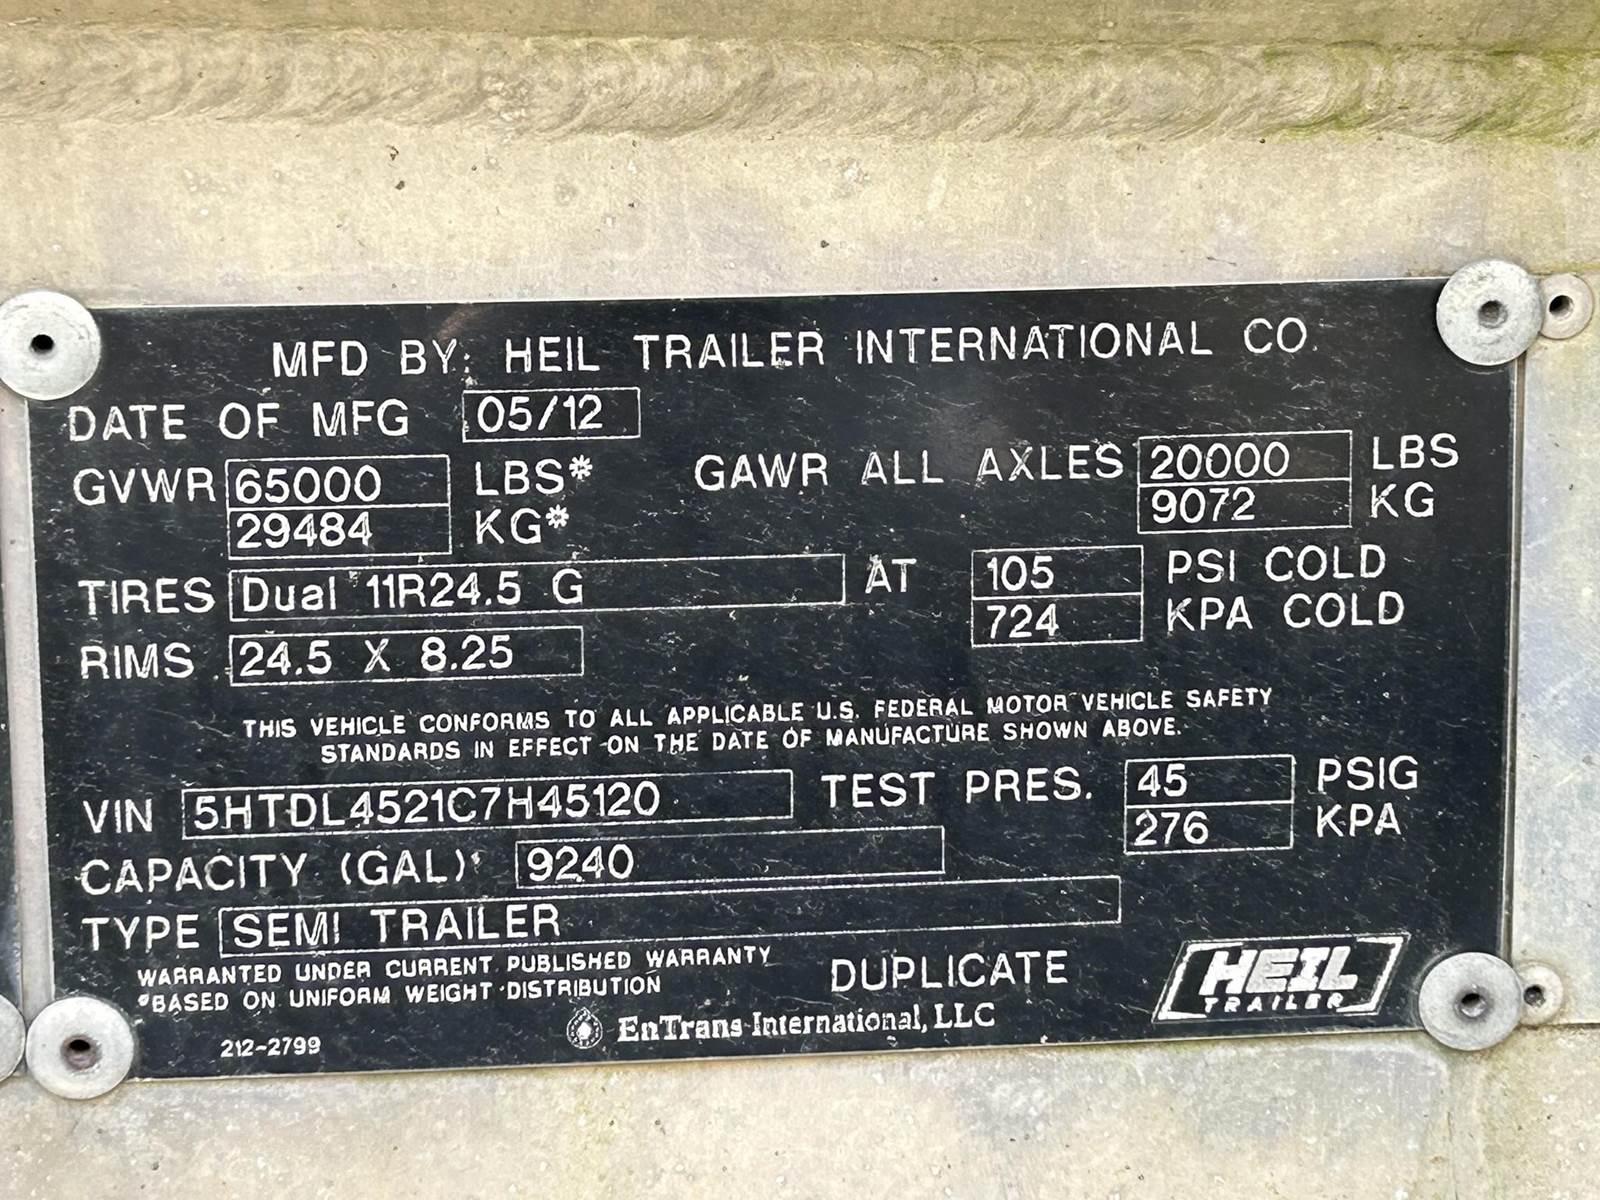 MFD BY: HEIL TRAILER INTERNATIONAL CO.
DATE OF MFG 05/12
GVWR 65000 LBS* GAWR ALL AXLES 20000 LBS
29484 KG* 9072 KG
TIRES Dual 11R24.5 G AT 105 PSI COLD
724 KPA COLD
RIMS 24.5 X 8.25
THIS VEHICLE CONFORMS TO ALL APPLICABLE U.S. FEDERAL MOTOR VEHICLE SAFETY
STANDARDS IN EFFECT ON THE DATE OF MANUFACTURE SHOWN ABOVE.
VIN 5HTDL4521C7H45120 TEST PRES. 45 PSIG
276 KPA
CAPACITY (GAL) 9240
TYPE SEMI TRAILER
WARRANTED UNDER CURRENT PUBLISHED WARRANTY
*BASED ON UNIFORM WEIGHT DISTRIBUTION
DUPLICATE
HEIL
TRAILER
EnTrans International, LLC
212-2799